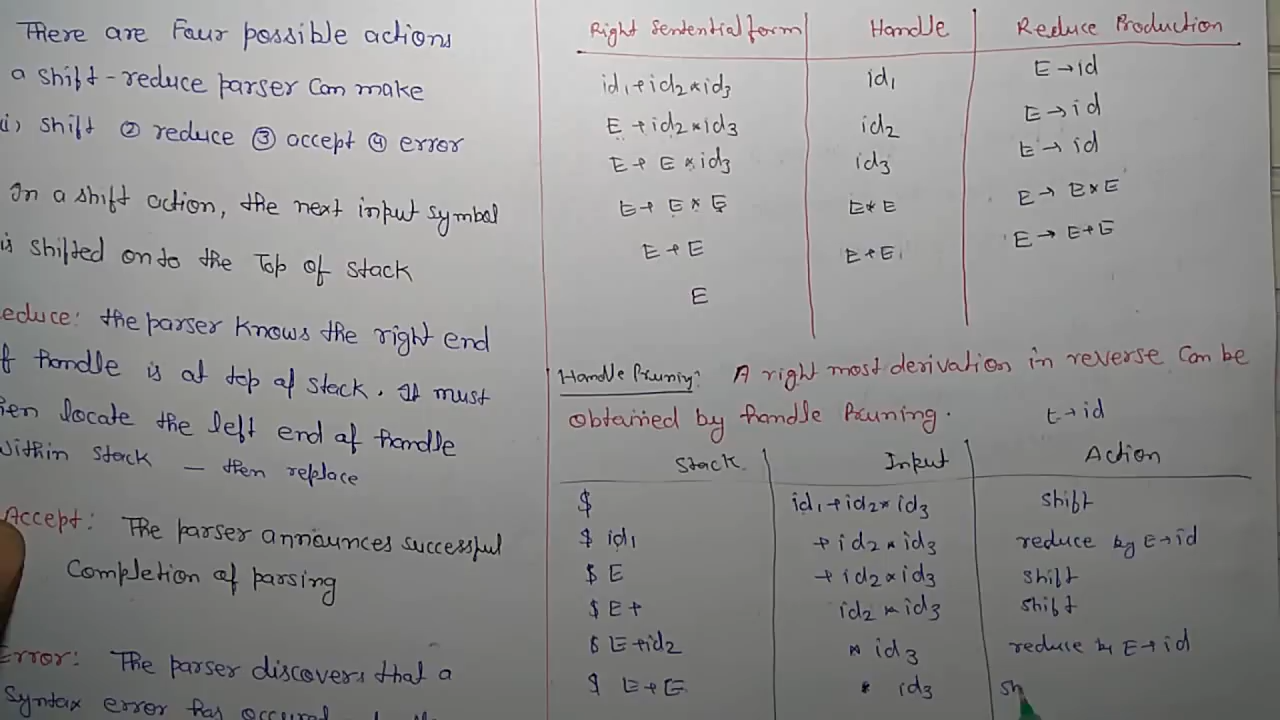 There are Four possible actions
a shift-reduce parser Can make
i) shift ② reduce ③ accept ④ error
In a shift action, the next input symbol
is shifted onto the Top of stack
educe: the parser knows the right end
f handle is at top of stack. It must
hen locate the left end of handle
within stack — then replace
Accept: The parser announces successful
Completion of parsing
Error: The parser discovers that a
syntax error has occured
Right Sentential form Handle Reduce Production
id₁+id₂*id₃ id₁ E→id
E+id₂*id₃ id₂ E→id
E+E*id₃ id₃ E→id
E+E*E E*E E→E*E
E+E E+E E→E+E
E
Handle Pruning: A right most derivation in reverse Can be
obtained by handle Pruning. E→id
Stack Input Action
$ id₁+id₂*id₃ shift
$ id₁ +id₂*id₃ reduce by E→id
$ E +id₂*id₃ shift
$ E+ id₂*id₃ shift
$ E+id₂ *id₃ reduce by E→id
$ E+E * id₃ sh